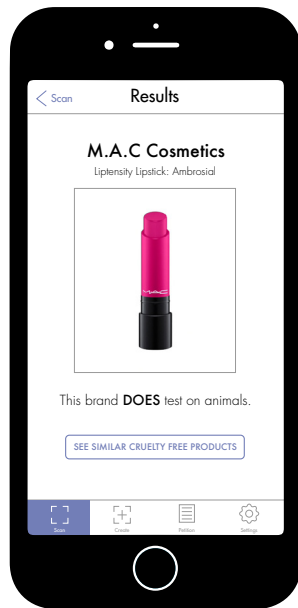 Scan
Results
M.A.C Cosmetics
Liptensity Lipstick: Ambrosial
MAC
This brand DOES test on animals.
SEE SIMILAR CRUELTY FREE PRODUCTS
Scan
Create
Petition
Settings